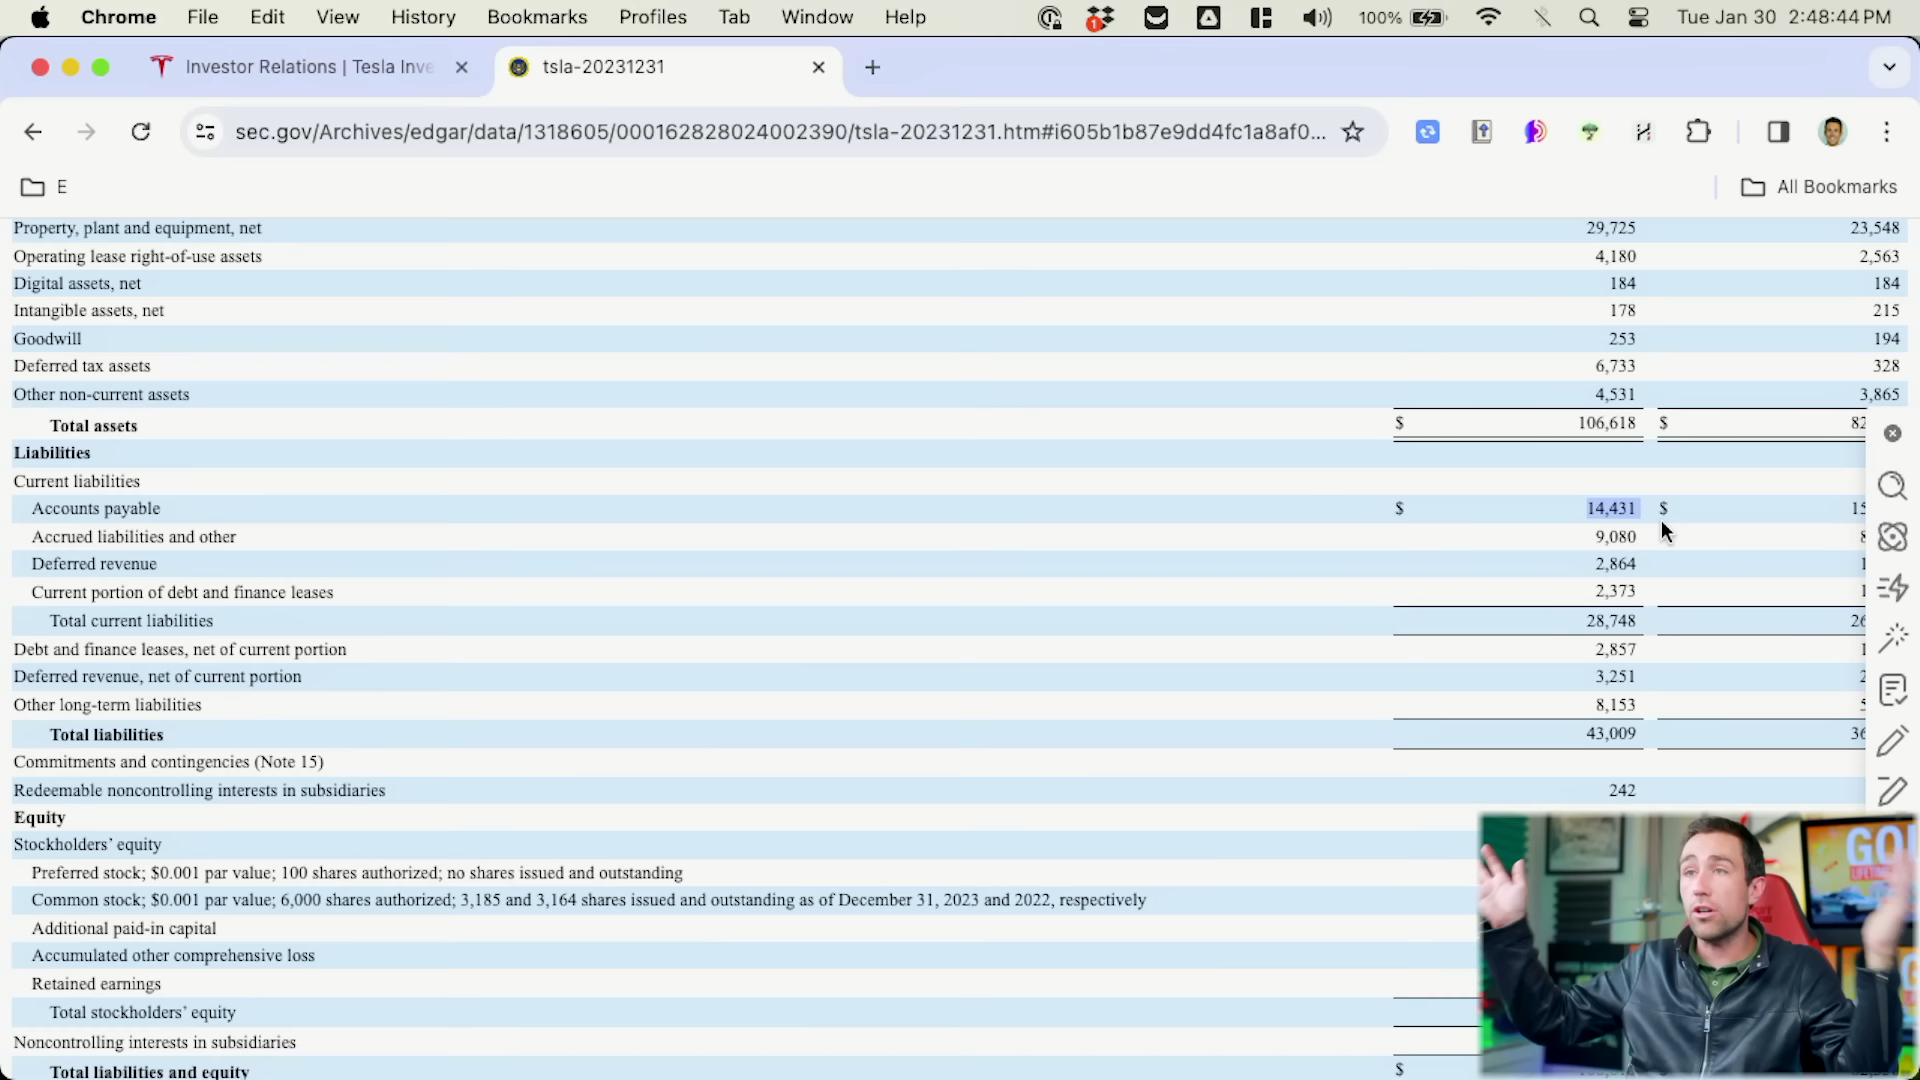 Chrome File Edit View History Bookmarks Profiles Tab Window Help 1 100% Tue Jan 30 2:48:44 PM
Investor Relations | Tesla Inve tsla-20231231
sec.gov/Archives/edgar/data/1318605/000162828024002390/tsla-20231231.htm#i605b1b87e9dd4fc1a8af0...
E All Bookmarks
Property, plant and equipment, net 29,725 23,548
Operating lease right-of-use assets 4,180 2,563
Digital assets, net 184 184
Intangible assets, net 178 215
Goodwill 253 194
Deferred tax assets 6,733 328
Other non-current assets 4,531 3,865
Total assets $ 106,618 $ 82
Liabilities
Current liabilities
Accounts payable $ 14,431 $ 15
Accrued liabilities and other 9,080 8
Deferred revenue 2,864 1
Current portion of debt and finance leases 2,373 1
Total current liabilities 28,748 26
Debt and finance leases, net of current portion 2,857 1
Deferred revenue, net of current portion 3,251 2
Other long-term liabilities 8,153 5
Total liabilities 43,009 36
Commitments and contingencies (Note 15)
Redeemable noncontrolling interests in subsidiaries 242
Equity
Stockholders’ equity
Preferred stock; $0.001 par value; 100 shares authorized; no shares issued and outstanding
Common stock; $0.001 par value; 6,000 shares authorized; 3,185 and 3,164 shares issued and outstanding as of December 31, 2023 and 2022, respectively
Additional paid-in capital
Accumulated other comprehensive loss
Retained earnings
Total stockholders’ equity
Noncontrolling interests in subsidiaries
Total liabilities and equity $